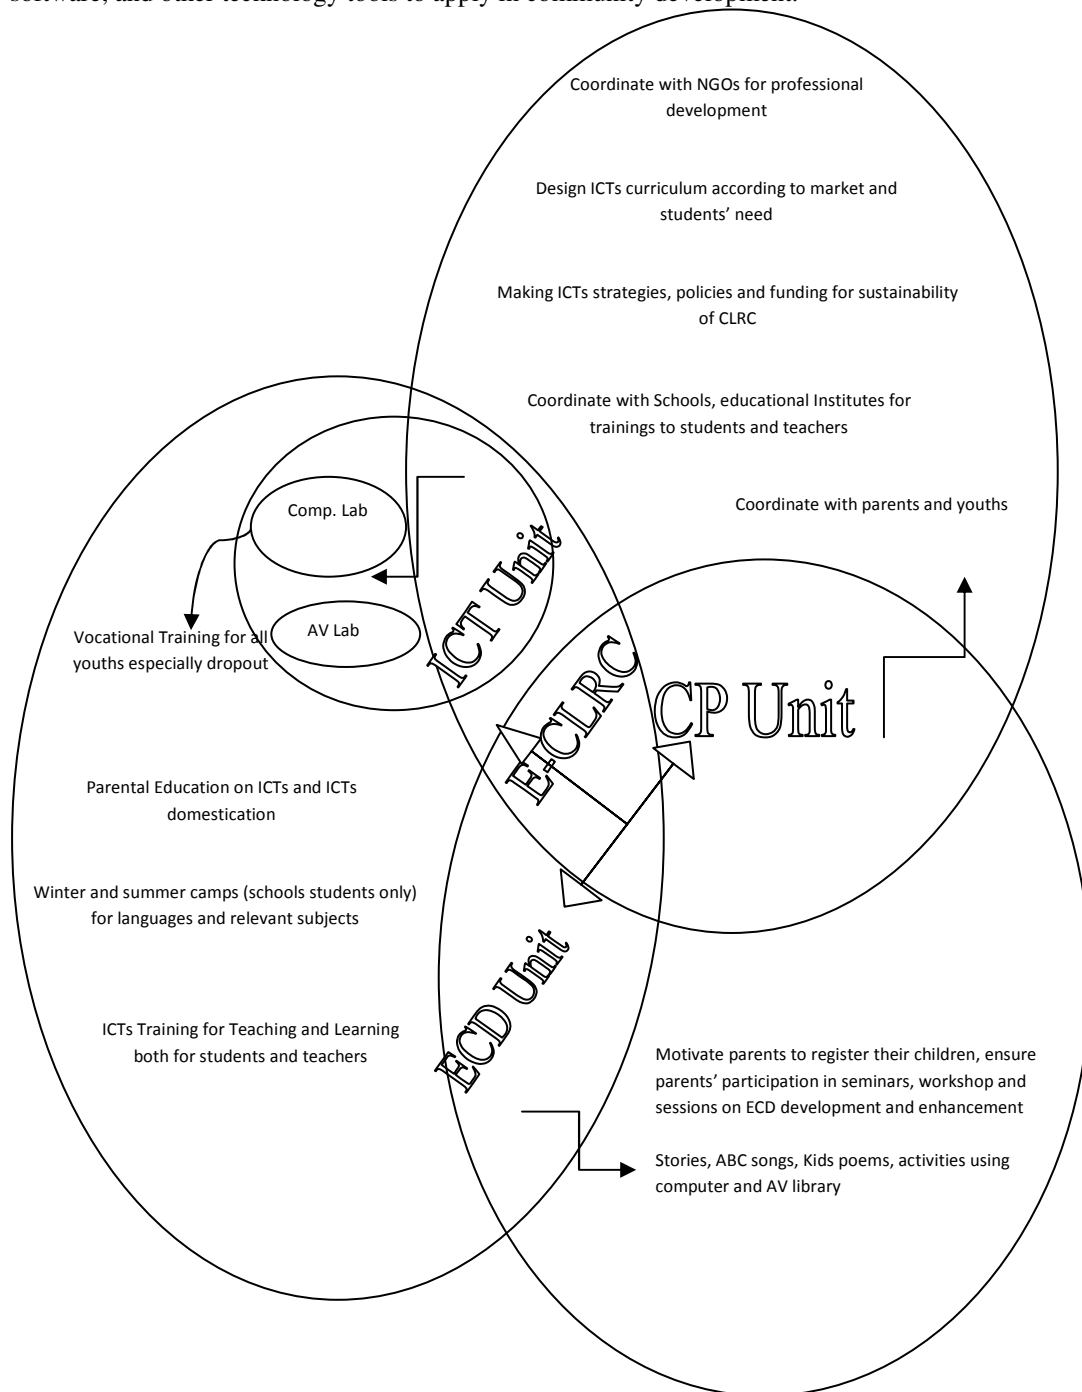 software, and other technology tools to apply in community development.
Coordinate with NGOs for professional
development
Design ICTs curriculum according to market and
students’ need
Making ICTs strategies, policies and funding for sustainability
of CLRC
Coordinate with Schools, educational Institutes for
trainings to students and teachers
Coordinate with parents and youths
Comp. Lab
ICT Unit
AV Lab
Vocational Training for all
youths especially dropout
E-CLRC
CP Unit
Parental Education on ICTs and ICTs
domestication
Winter and summer camps (schools students only)
for languages and relevant subjects
ECD Unit
ICTs Training for Teaching and Learning
both for students and teachers
Motivate parents to register their children, ensure
parents’ participation in seminars, workshop and
sessions on ECD development and enhancement
Stories, ABC songs, Kids poems, activities using
computer and AV library